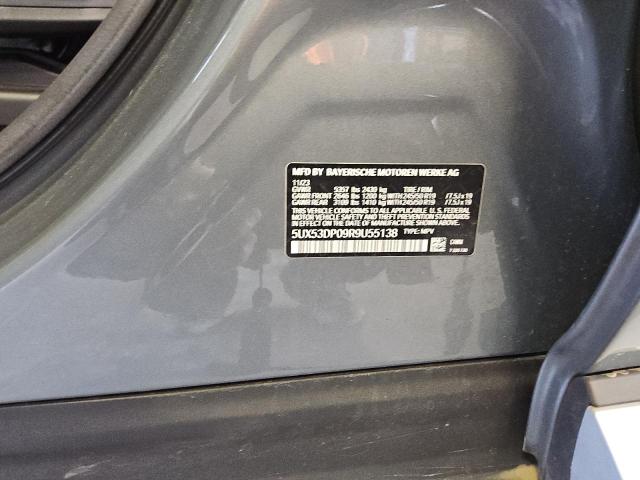 MFD BY BAYERISCHE MOTOREN WERKE AG
11/23
GVWR 5357 lbs 2430 kg TIRE / RIM
GAWR FRONT 2646 lbs 1200 kg WITH 245/50 R19 / 7.5J x 19
GAWR REAR 3109 lbs 1410 kg WITH 245/50 R19 / 7.5J x 19
THIS VEHICLE CONFORMS TO ALL APPLICABLE U. S. FEDERAL
MOTOR VEHICLE SAFETY, BUMPER, AND THEFT PREVENTION
STANDARDS IN EFFECT ON THE DATE OF MANUFACTURE SHOWN ABOVE.
5UX53DP09R9U55138 TYPE: MPV